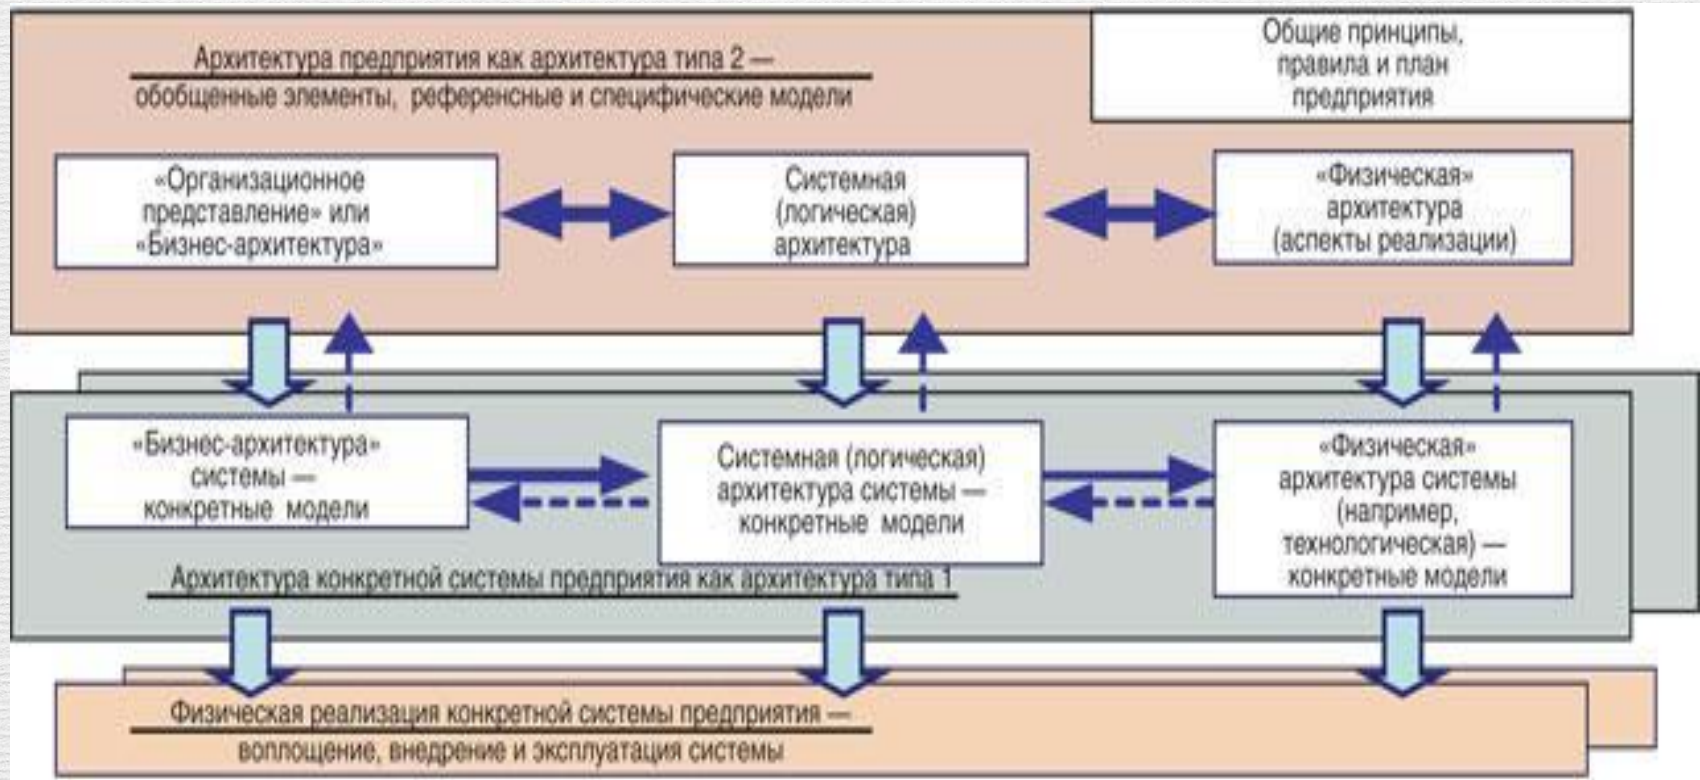 Архитектура предприятия как архитектура типа 2 —
обобщенные элементы, референсные и специфические модели
Общие принципы,
правила и план
предприятия
«Организационное
представление» или
«Бизнес-архитектура»
Системная
(логическая)
архитектура
«Физическая»
архитектура
(аспекты реализации)
«Бизнес-архитектура»
системы —
конкретные модели
Системная (логическая)
архитектура системы —
конкретные модели
«Физическая»
архитектура системы
(например,
технологическая) —
конкретные модели
Архитектура конкретной системы предприятия как архитектура типа 1
Физическая реализация конкретной системы предприятия —
воплощение, внедрение и эксплуатация системы